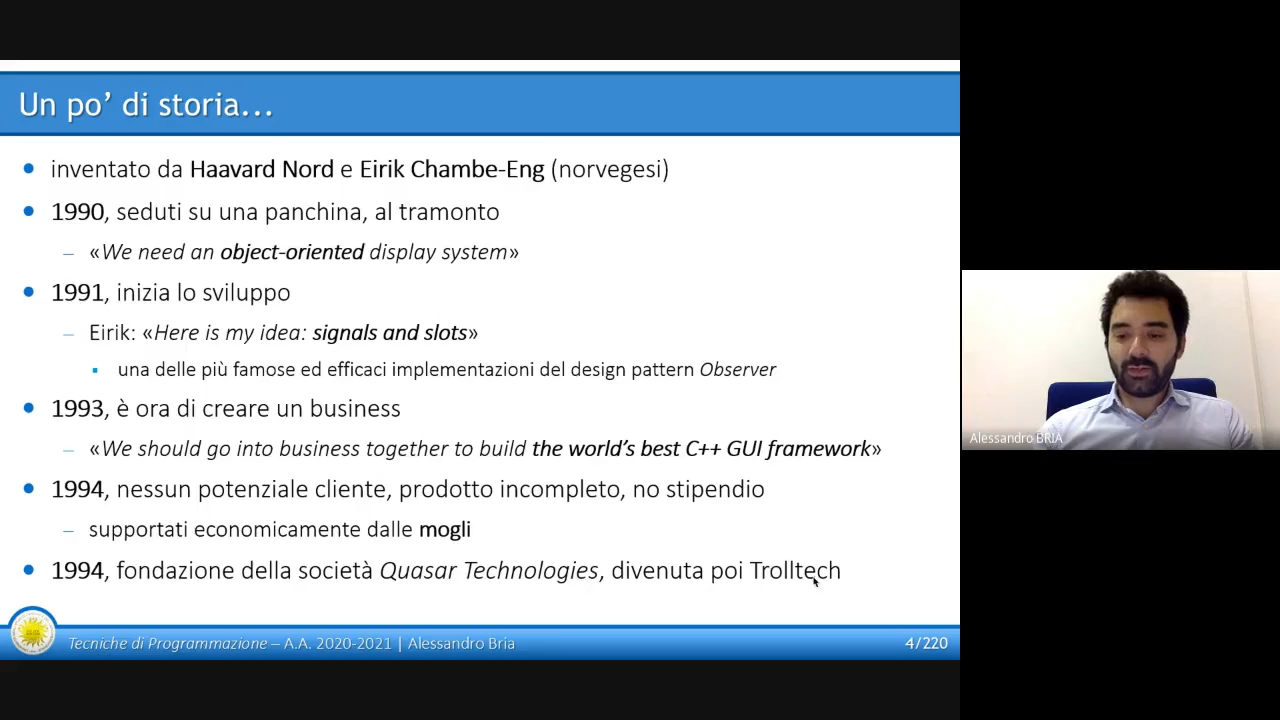 Un po’ di storia...
• inventato da Haavard Nord e Eirik Chambe-Eng (norvegesi)
• 1990, seduti su una panchina, al tramonto
– «We need an object-oriented display system»
• 1991, inizia lo sviluppo
– Eirik: «Here is my idea: signals and slots»
▪ una delle più famose ed efficaci implementazioni del design pattern Observer
• 1993, è ora di creare un business
– «We should go into business together to build the world’s best C++ GUI framework»
• 1994, nessun potenziale cliente, prodotto incompleto, no stipendio
– supportati economicamente dalle mogli
• 1994, fondazione della società Quasar Technologies, divenuta poi Trolltech
Tecniche di Programmazione – A.A. 2020-2021 | Alessandro Bria
4/220
Alessandro BRIA